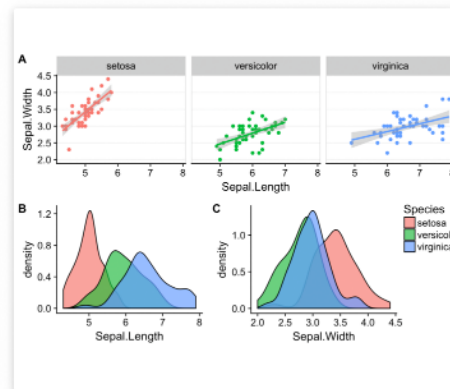 A
setosa versicolor virginica
4.5
4.0
3.5
3.0
2.5
2.0
Sepal.Width
5 6 7 8 5 6 7 8 5 6 7
Sepal.Length
B C
Species
setosa
versicol
virginica
1.2
0.8
0.4
0.0
density
5 6 7 8
Sepal.Length
1.0
0.5
0.0
density
2.0 2.5 3.0 3.5 4.0 4.5
Sepal.Width